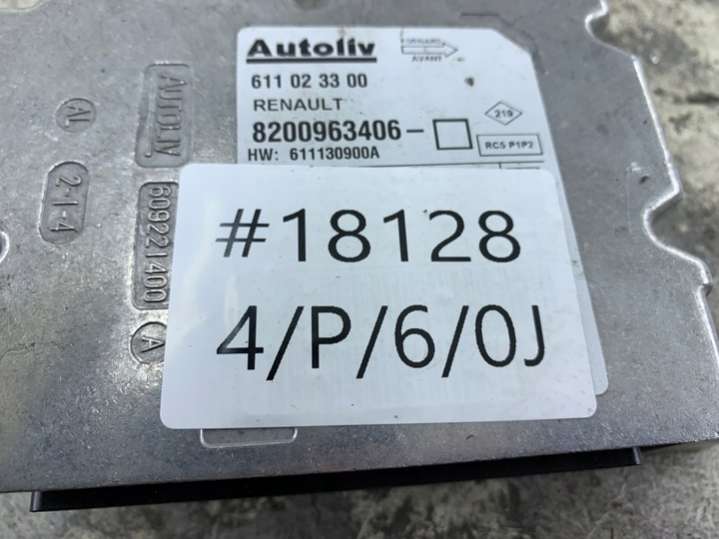 Autoliv
AVANT
611 02 33 00
RENAULT
8200963406-
219
HW: 611130900A
RC5 P1P2
#18128
4/P/6/0J
AUTOLIV
609221400
A
2-1-4